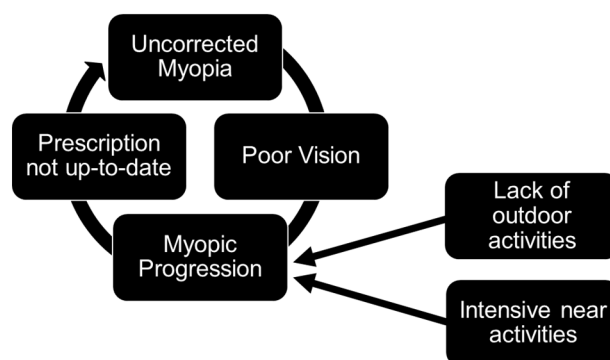 Uncorrected
Myopia
Prescription
not up-to-date
Poor Vision
Myopic
Progression
Lack of
outdoor
activities
Intensive near
activities